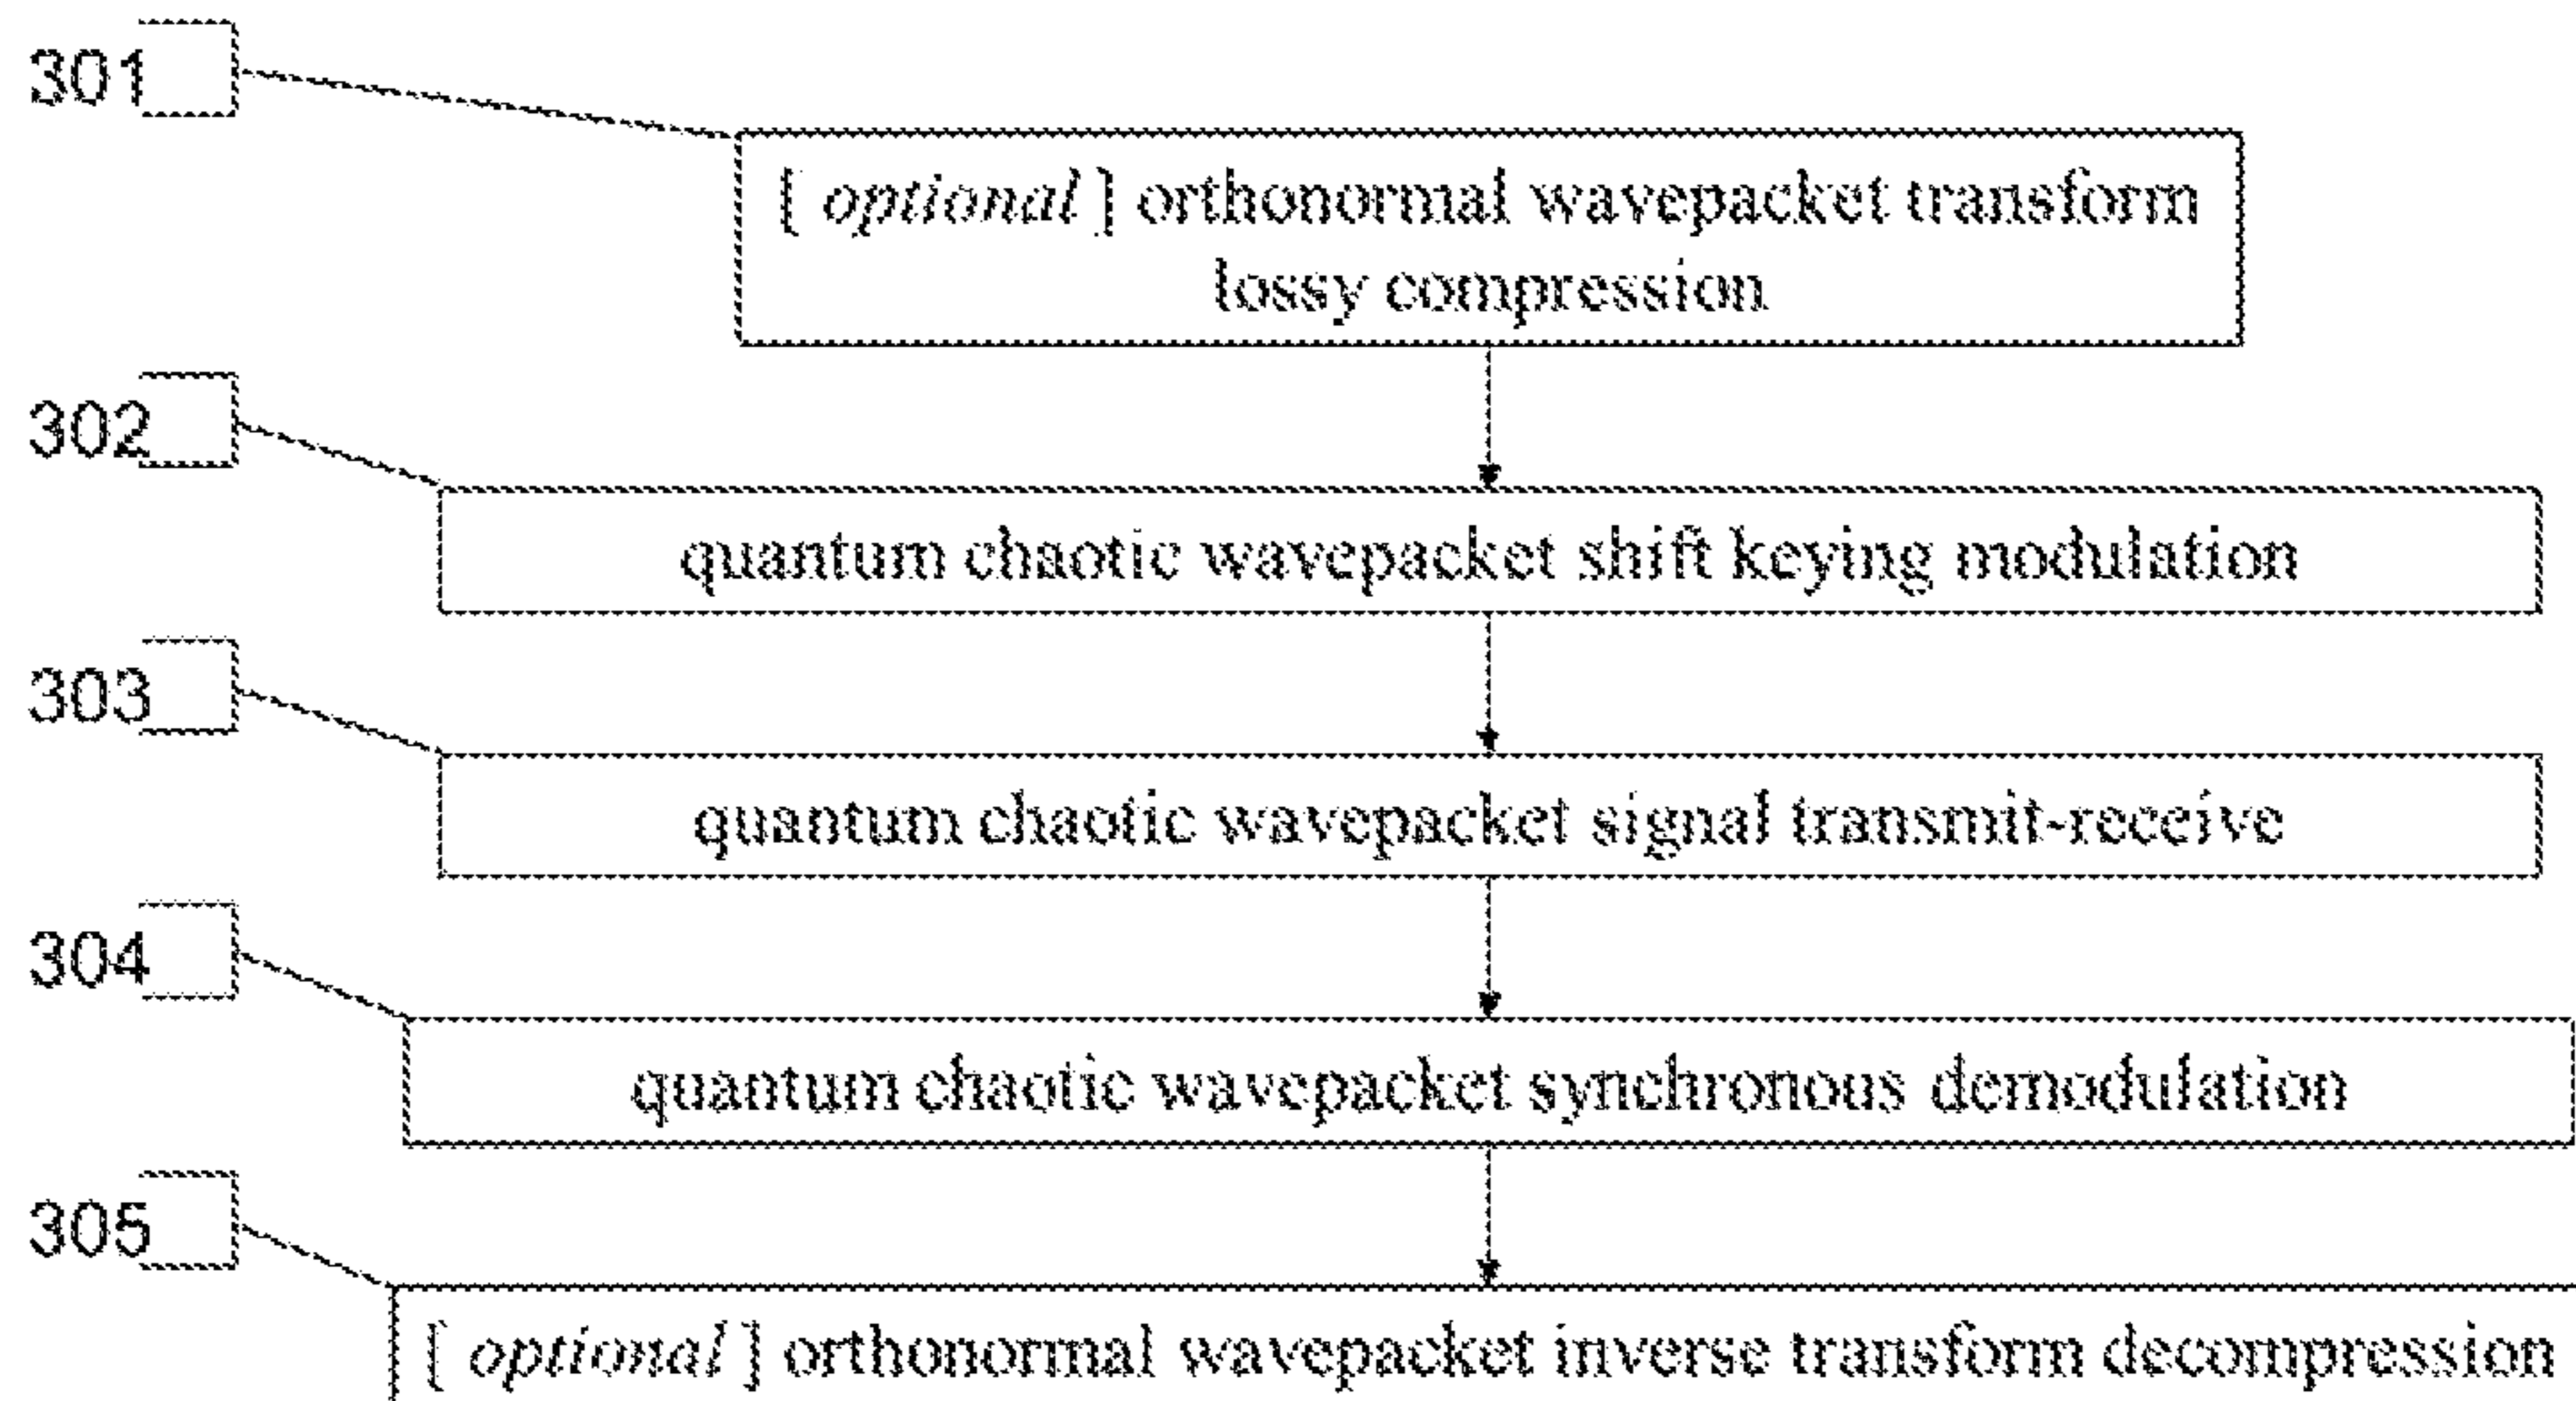 301
[ optional ] orthonormal wavepacket transform
lossy compression
302
quantum chaotic wavepacket shift keying modulation
303
quantum chaotic wavepacket signal transmit-receive
304
quantum chaotic wavepacket synchronous demodulation
305
[ optional ] orthonormal wavepacket inverse transform decompression